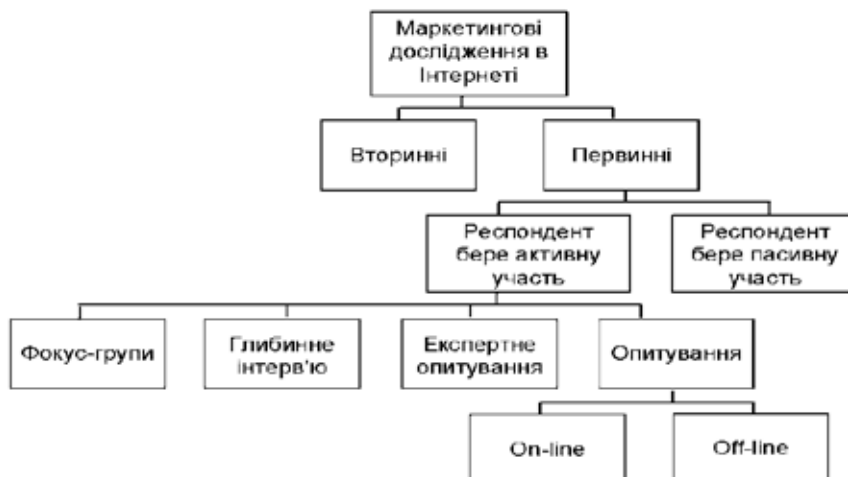 Маркетингові
дослідження в
Інтернеті
Вторинні
Первинні
Респондент
бере активну
участь
Респондент
бере пасивну
участь
Фокус-групи
Глибинне
інтерв'ю
Експертне
опитування
Опитування
On-line
Off-line